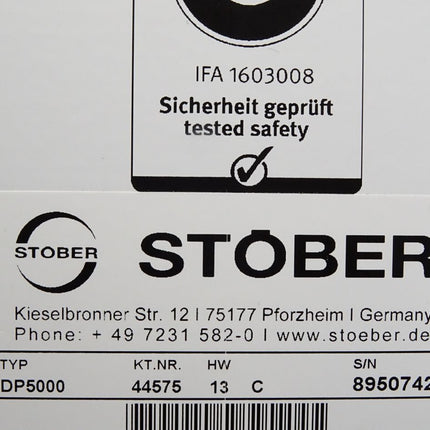 IFA 1603008
Sicherheit geprüft
tested safety
STÖBER STÖBER
Kieselbronner Str. 12 I 75177 Pforzheim I Germany
Phone: + 49 7231 582-0 I www.stoeber.de
TYP KT.NR. HW S/N
DP5000 44575 13 C 8950742